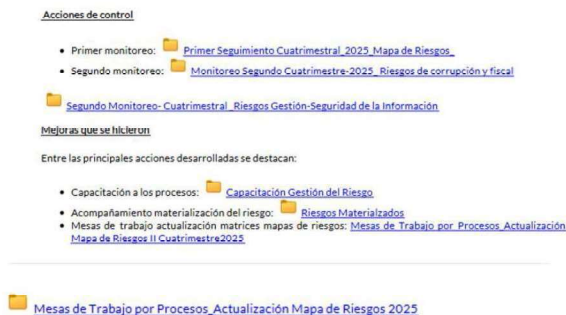 Acciones de control
• Primer monitoreo: Primer Seguimiento Cuatrimestral_2025_Mapa de Riesgos_
• Segundo monitoreo: Monitoreo Segundo Cuatrimestre-2025_ Riesgos de corrupción y fiscal
Segundo Monitoreo- Cuatrimestral_Riesgos Gestión-Seguridad de la Información
Mejoras que se hicieron
Entre las principales acciones desarrolladas se destacan:
• Capacitación a los procesos: Capacitación Gestión del Riesgo
• Acompañamiento materialización del riesgo: Riesgos Materialzados
• Mesas de trabajo actualización matrices mapas de riesgos: Mesas de Trabajo por Procesos_Actualización
Mapa de Riesgos II Cuatrimestre2025
Mesas de Trabajo por Procesos_Actualización Mapa de Riesgos 2025